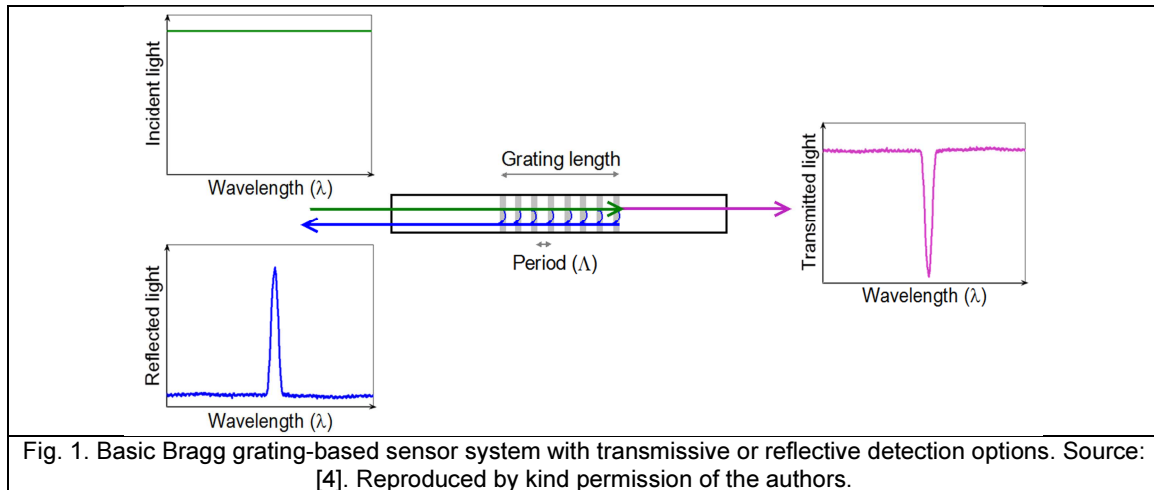 Incident light
Wavelength (λ)
Grating length
Period (Λ)
Transmitted light
Wavelength (λ)
Reflected light
Wavelength (λ)
Fig. 1. Basic Bragg grating-based sensor system with transmissive or reflective detection options. Source:
[4]. Reproduced by kind permission of the authors.